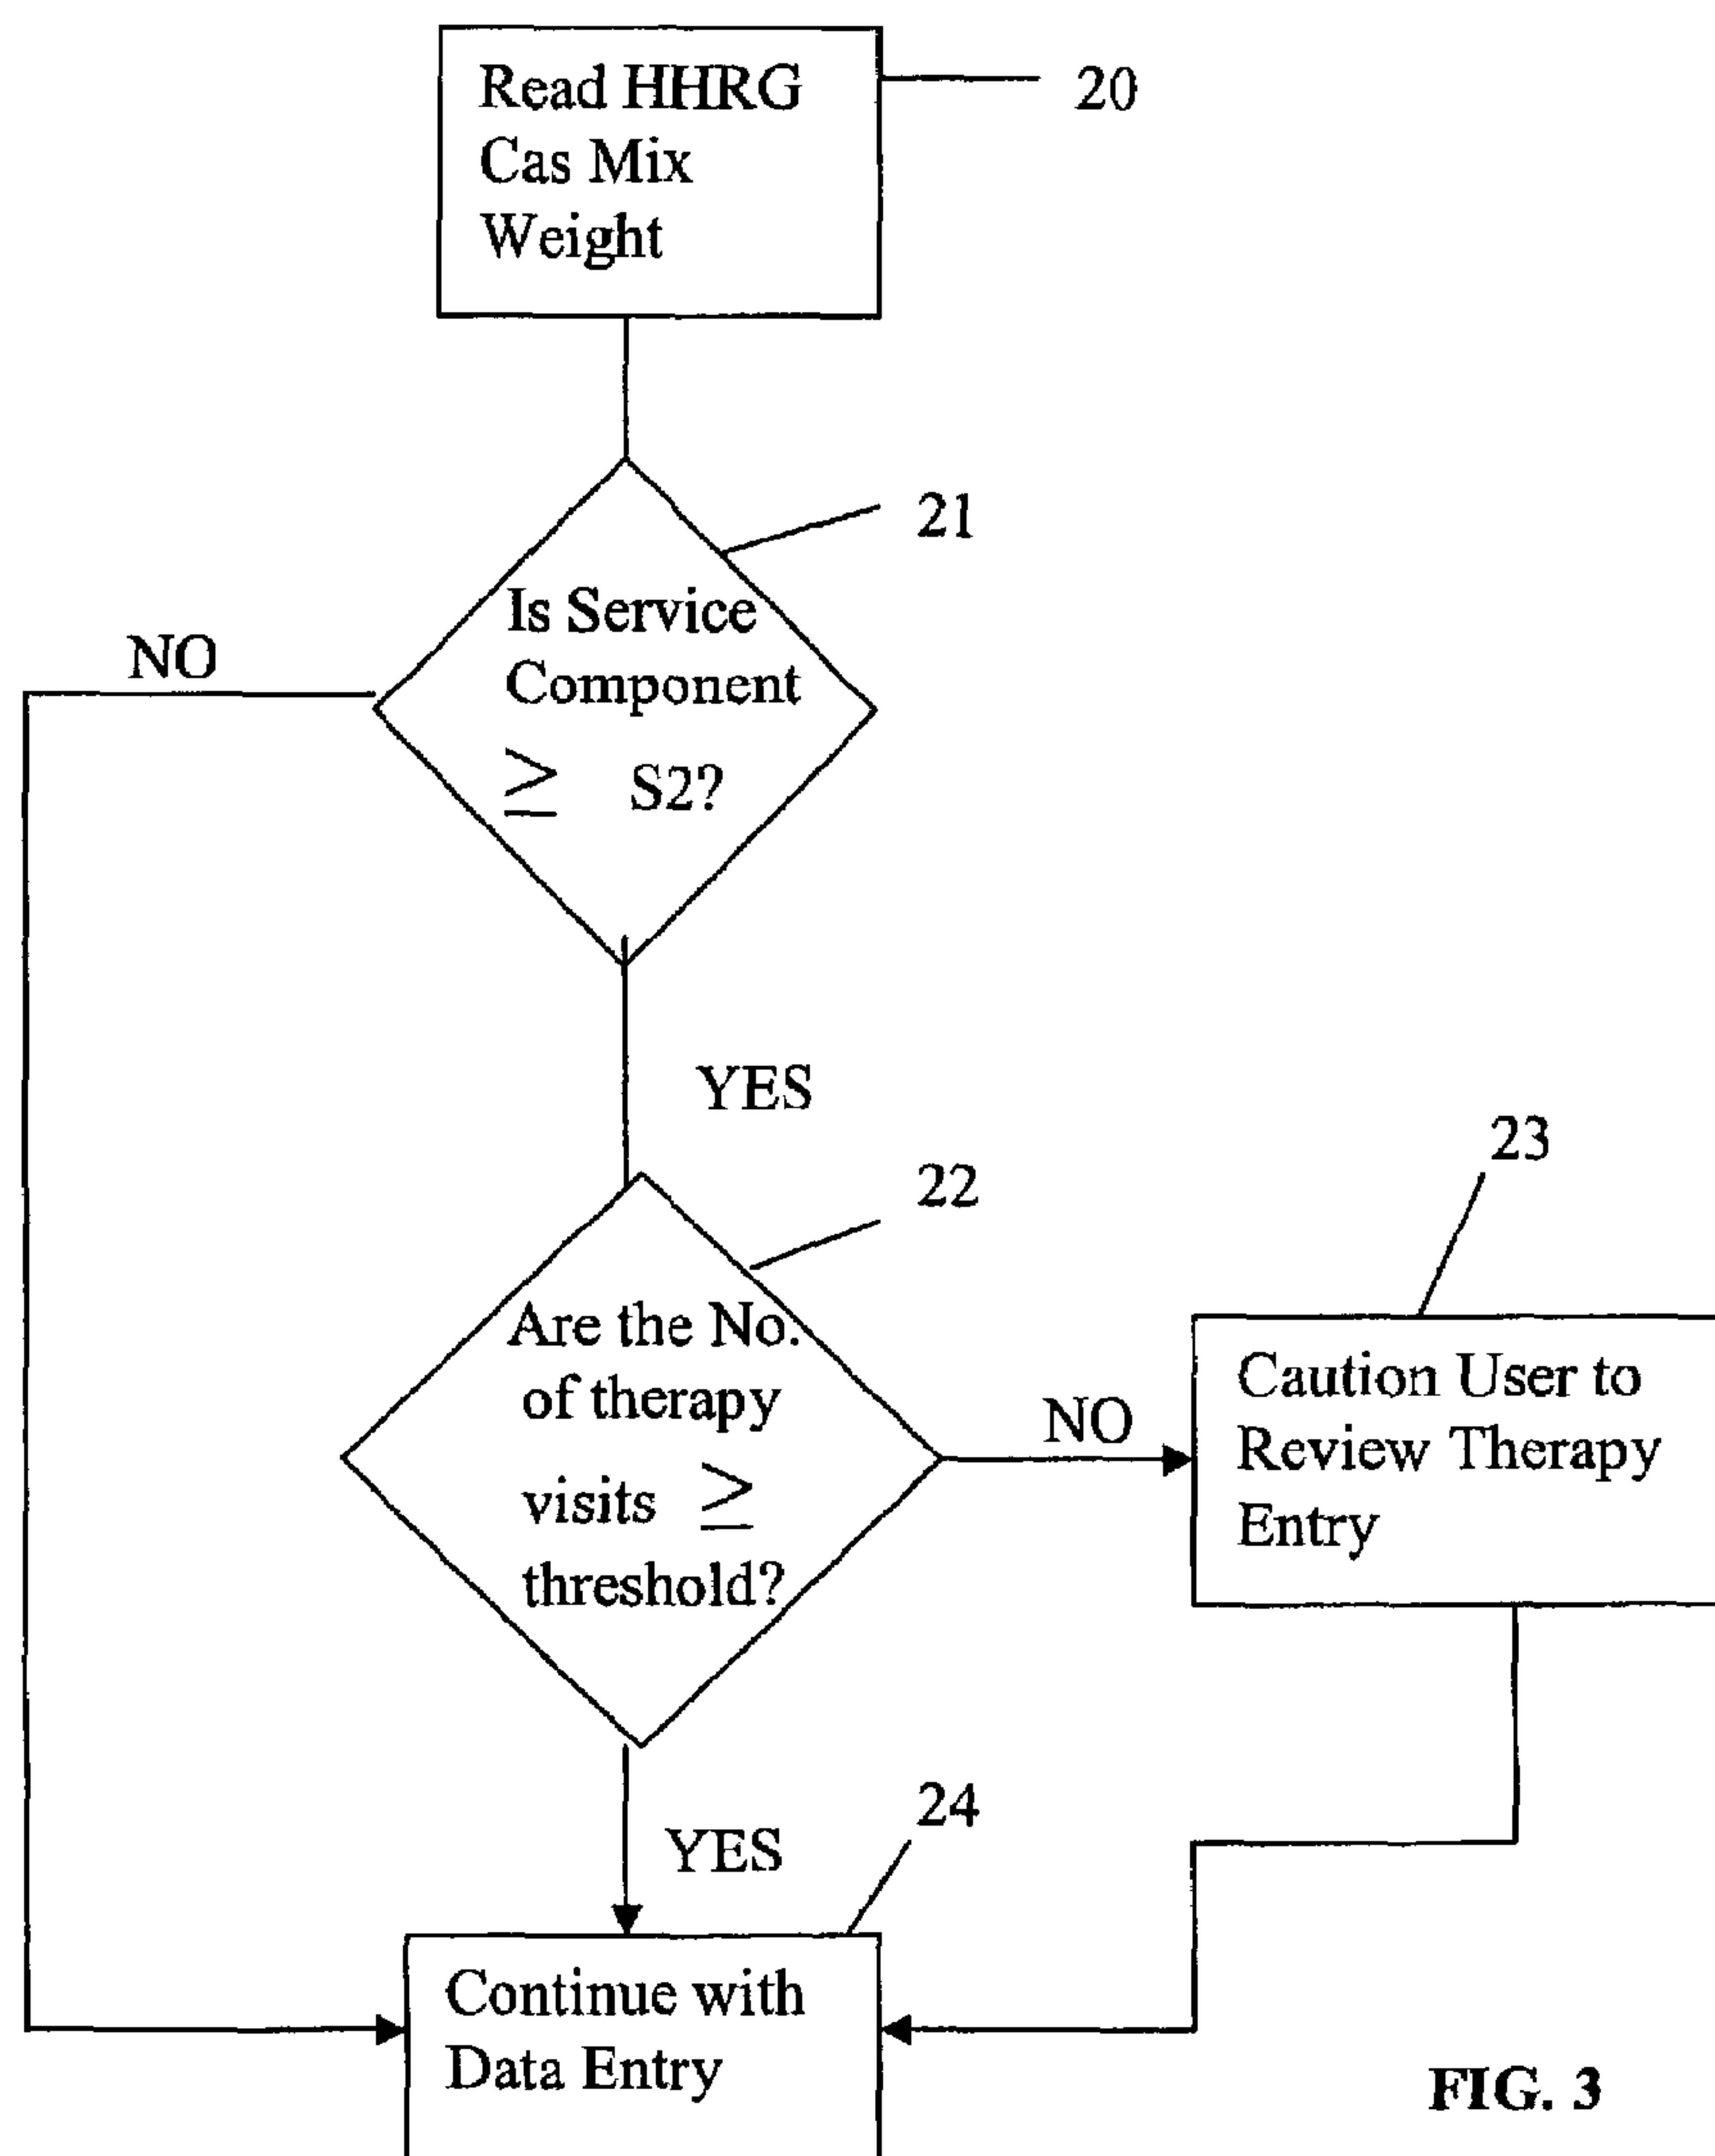 Read HHRG
Cas Mix
Weight
20
21
Is Service
Component
≥ S2?
NO
YES
22
23
Are the No.
of therapy
visits ≥
threshold?
NO
Caution User to
Review Therapy
Entry
YES
24
Continue with
Data Entry
FIG. 3